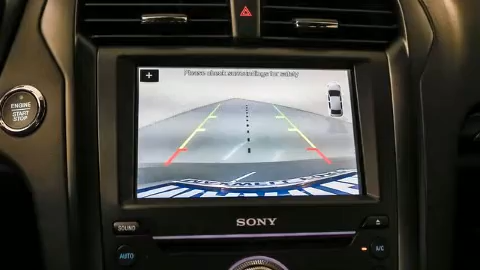 Please check surroundings for safety
+
ENGINE
START
STOP
SONY
SOUND
AUTO
A/C